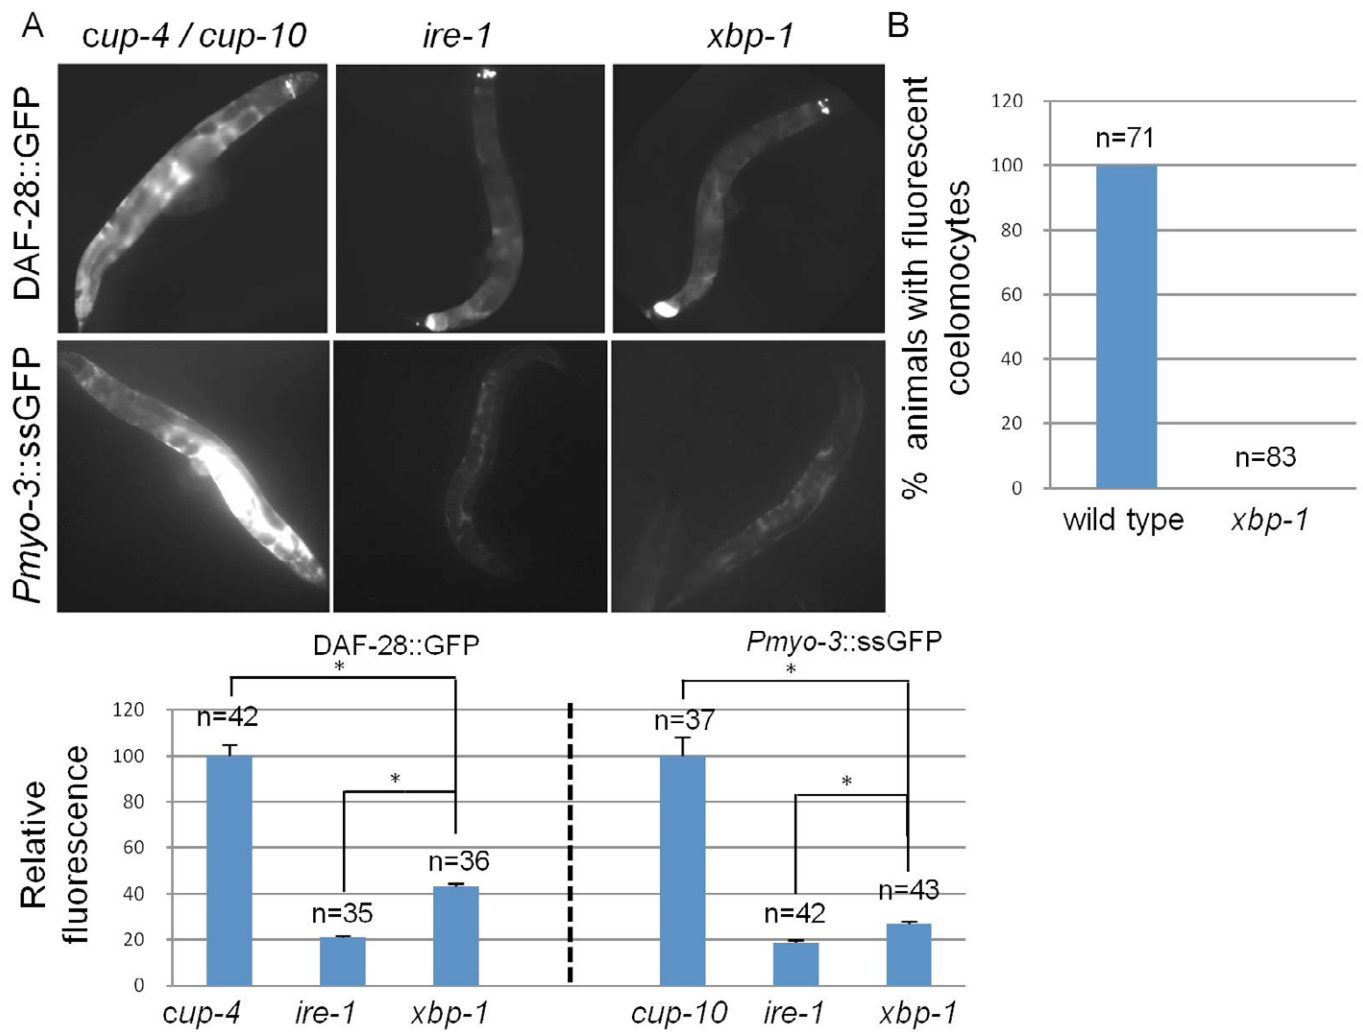 A
B
cup-4 / cup-10
ire-1
xbp-1
DAF-28::GFP
Pmyo-3::ssGFP
% animals with fluorescent
coelomocytes
120
100
80
60
40
20
0
n=71
n=83
wild type
xbp-1
DAF-28::GFP
Pmyo-3::ssGFP
*
*
*
*
Relative
fluorescence
120
100
80
60
40
20
0
n=42
n=35
n=36
n=37
n=42
n=43
cup-4
ire-1
xbp-1
cup-10
ire-1
xbp-1